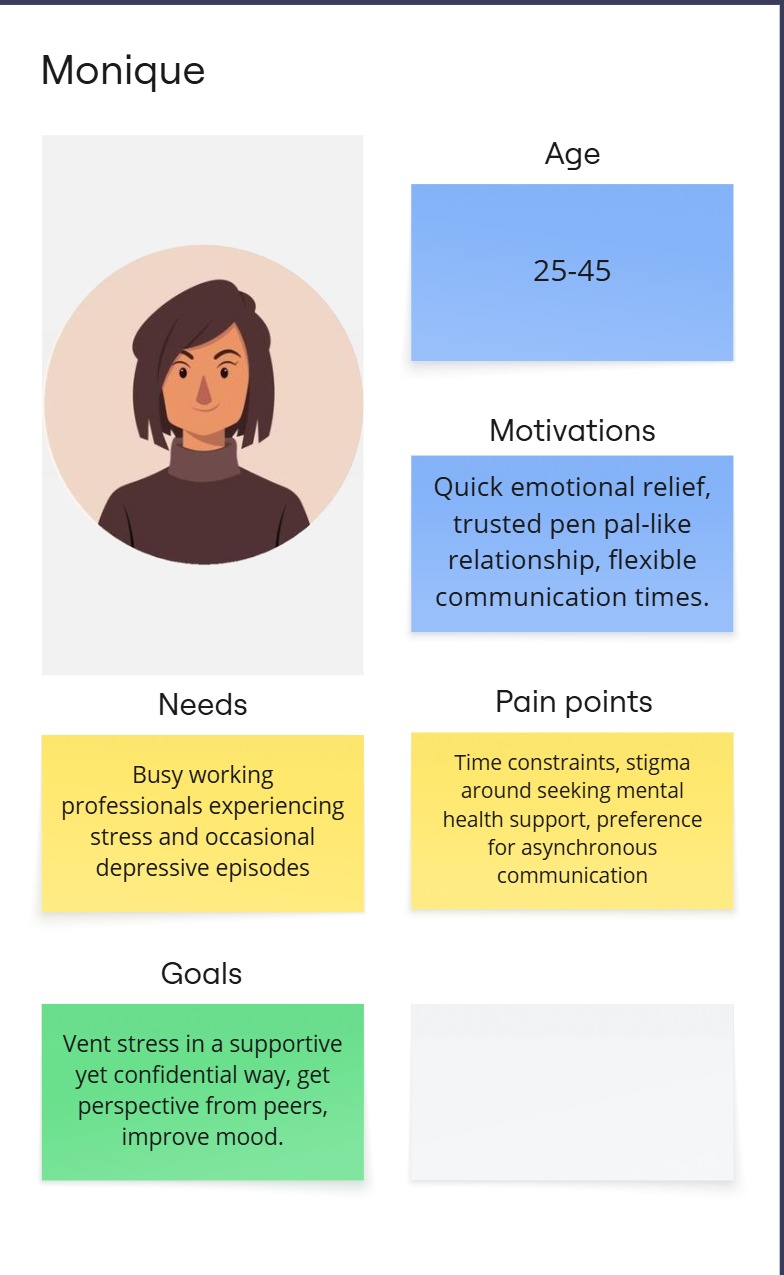 Monique
Age
25-45
Motivations
Quick emotional relief,
trusted pen pal-like
relationship, flexible
communication times.
Needs
Busy working
professionals experiencing
stress and occasional
depressive episodes
Pain points
Time constraints, stigma
around seeking mental
health support, preference
for asynchronous
communication
Goals
Vent stress in a supportive
yet confidential way, get
perspective from peers,
improve mood.